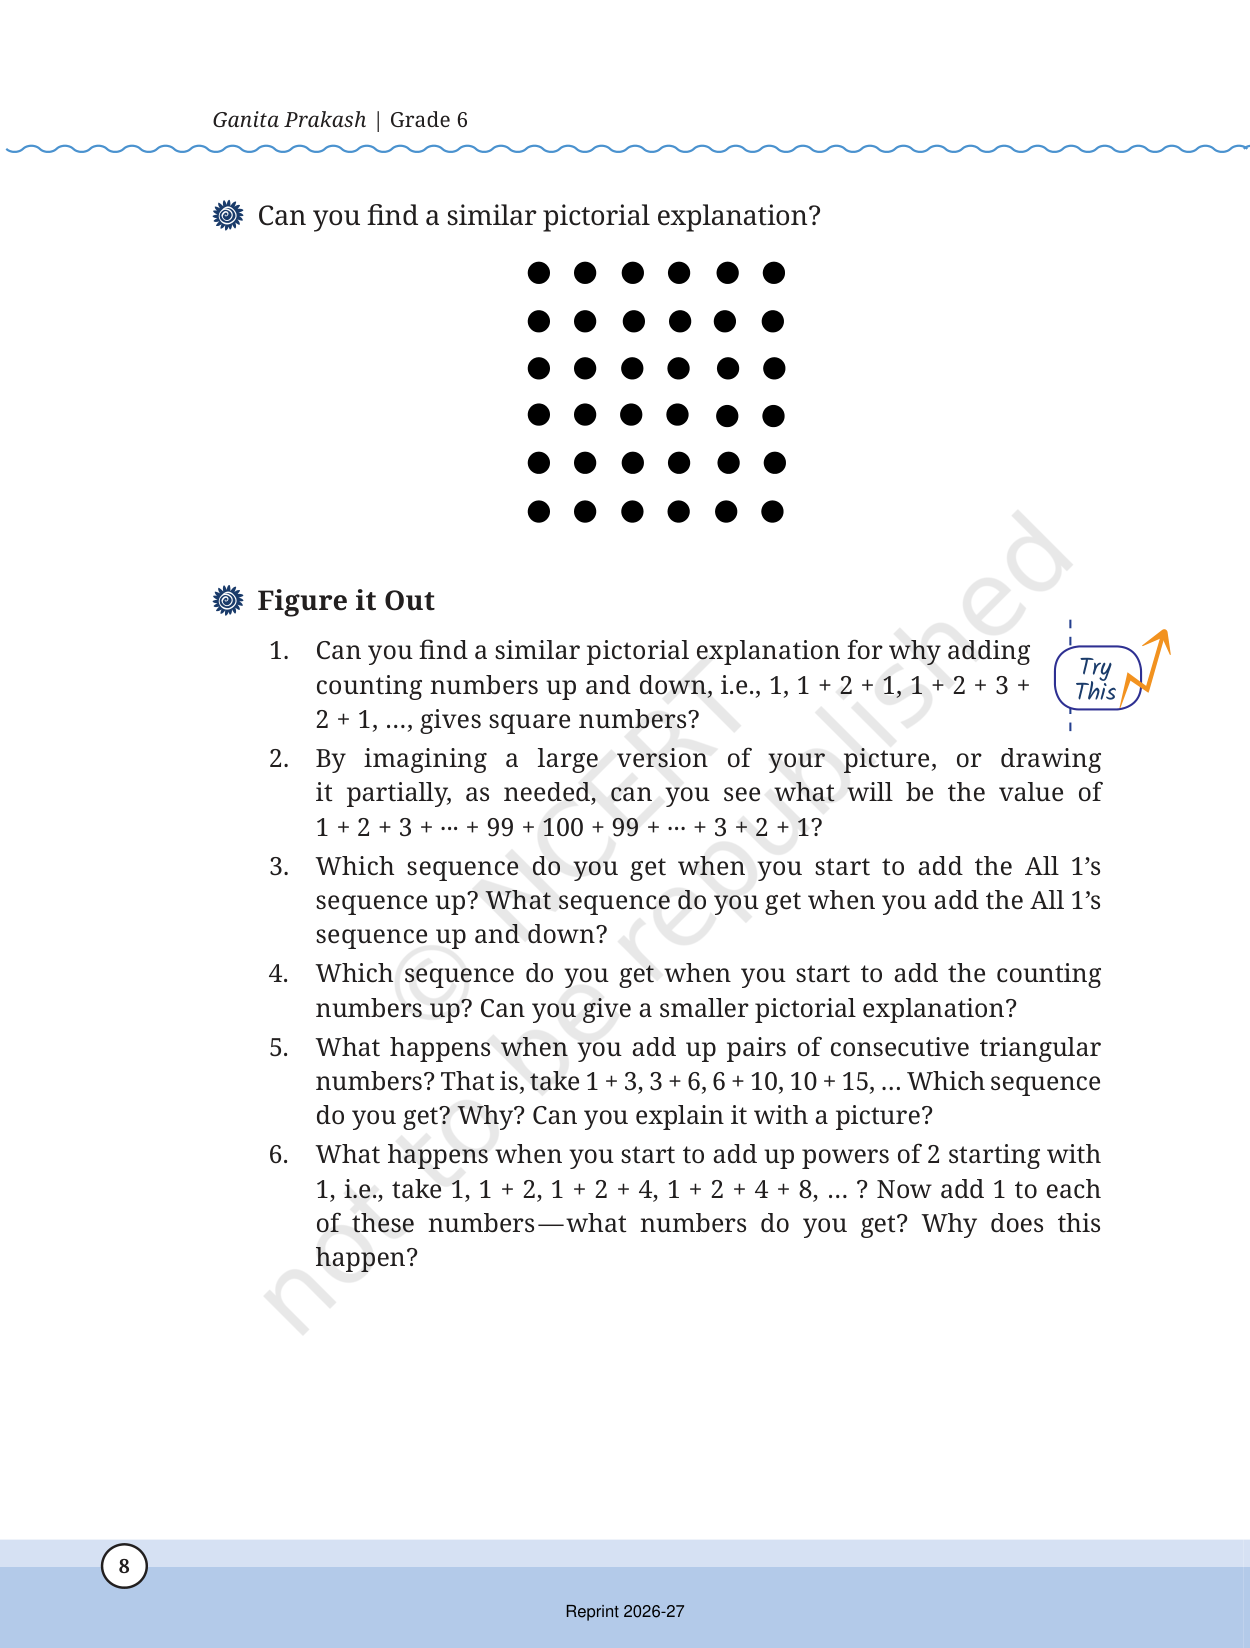 Ganita Prakash | Grade 6
Can you find a similar pictorial explanation?
Figure it Out
1. Can you find a similar pictorial explanation for why adding
counting numbers up and down, i.e., 1, 1 + 2 + 1, 1 + 2 + 3 +
2 + 1, …, gives square numbers?
Try
This
2. By imagining a large version of your picture, or drawing
it partially, as needed, can you see what will be the value of
1 + 2 + 3 + ··· + 99 + 100 + 99 + ··· + 3 + 2 + 1?
3. Which sequence do you get when you start to add the All 1’s
sequence up? What sequence do you get when you add the All 1’s
sequence up and down?
4. Which sequence do you get when you start to add the counting
numbers up? Can you give a smaller pictorial explanation?
5. What happens when you add up pairs of consecutive triangular
numbers? That is, take 1 + 3, 3 + 6, 6 + 10, 10 + 15, … Which sequence
do you get? Why? Can you explain it with a picture?
6. What happens when you start to add up powers of 2 starting with
1, i.e., take 1, 1 + 2, 1 + 2 + 4, 1 + 2 + 4 + 8, … ? Now add 1 to each
of these numbers—what numbers do you get? Why does this
happen?
© NCERT
not to be republished
8
Reprint 2026-27